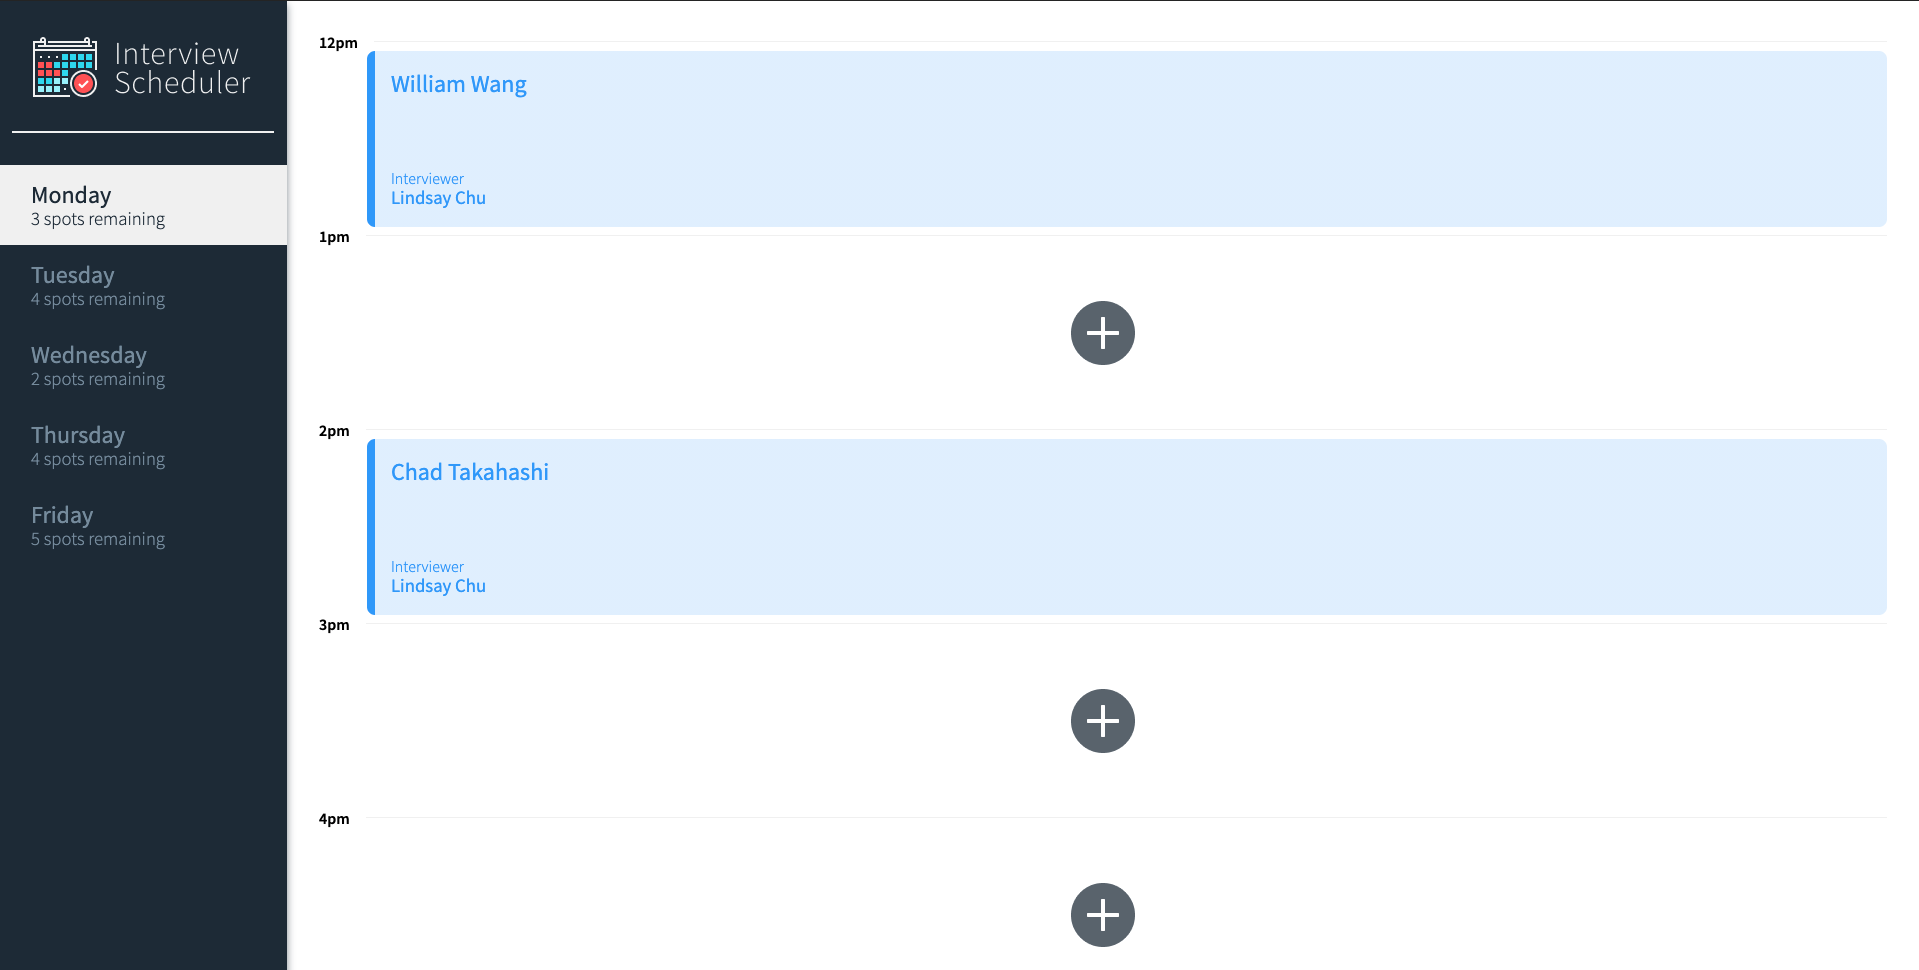 Interview
Scheduler
Monday
3 spots remaining
Tuesday
4 spots remaining
Wednesday
2 spots remaining
Thursday
4 spots remaining
Friday
5 spots remaining
12pm
William Wang
Interviewer
Lindsay Chu
1pm
2pm
Chad Takahashi
Interviewer
Lindsay Chu
3pm
4pm